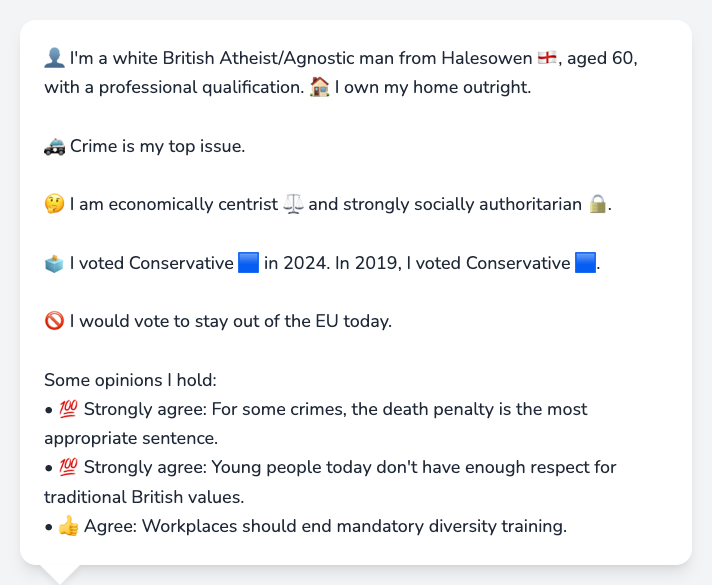 👤 I'm a white British Atheist/Agnostic man from Halesowen 🏴󠁧󠁢󠁥󠁮󠁧󠁿, aged 60,
with a professional qualification. 🏠 I own my home outright.
🚓 Crime is my top issue.
🤔 I am economically centrist ⚖️ and strongly socially authoritarian 🔒.
🗳️ I voted Conservative 🟦 in 2024. In 2019, I voted Conservative 🟦.
🚫 I would vote to stay out of the EU today.
Some opinions I hold:
• 💯 Strongly agree: For some crimes, the death penalty is the most
appropriate sentence.
• 💯 Strongly agree: Young people today don't have enough respect for
traditional British values.
• 👍 Agree: Workplaces should end mandatory diversity training.